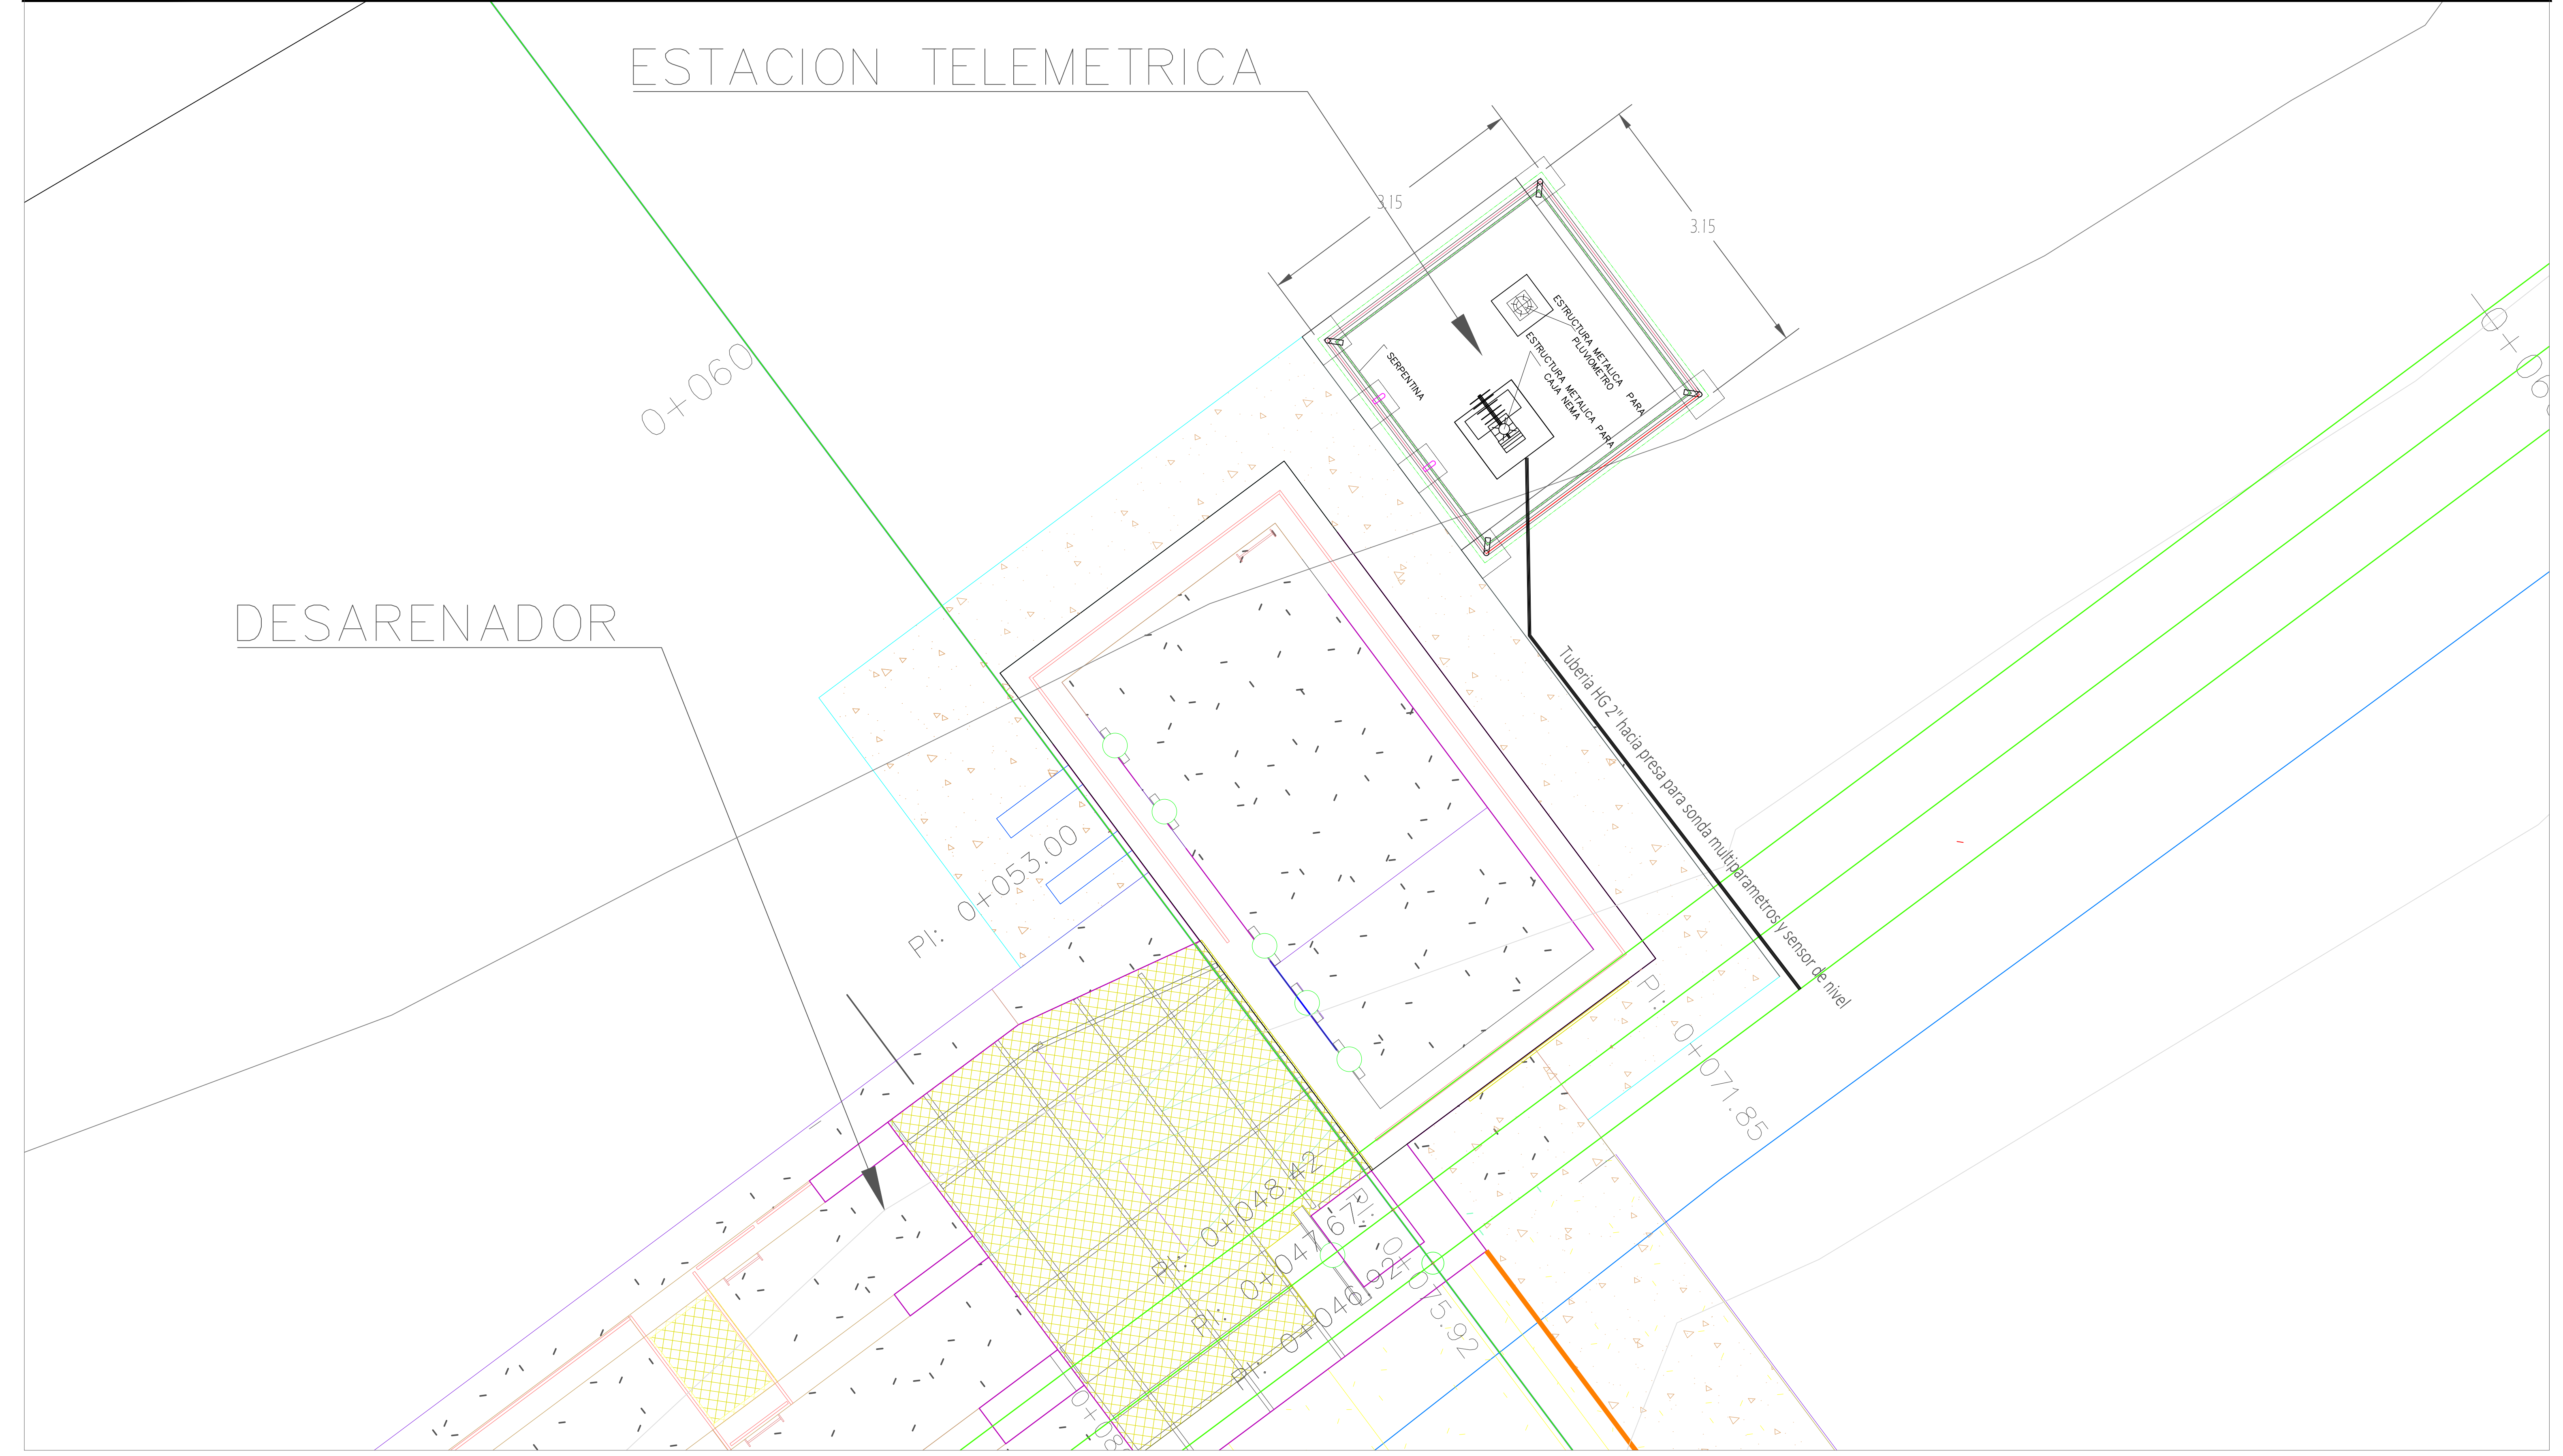 ESTACION TELEMETRICA
3.15
3.15
ESTRUCTURA METALICA PARA
PLUVIOMETRO
ESTRUCTURA METALICA PARA
CAJA NEMA
SERPENTINA
0+060
DESARENADOR
Tuberia HG 2" hacia presa para sonda multiparametros y sensor de nivel
PI: 0+053.00
PI: 0+071.85
PI: 0+048.42
PI: 0+047.67
PI: 0+046.92
PI: 0+075.92